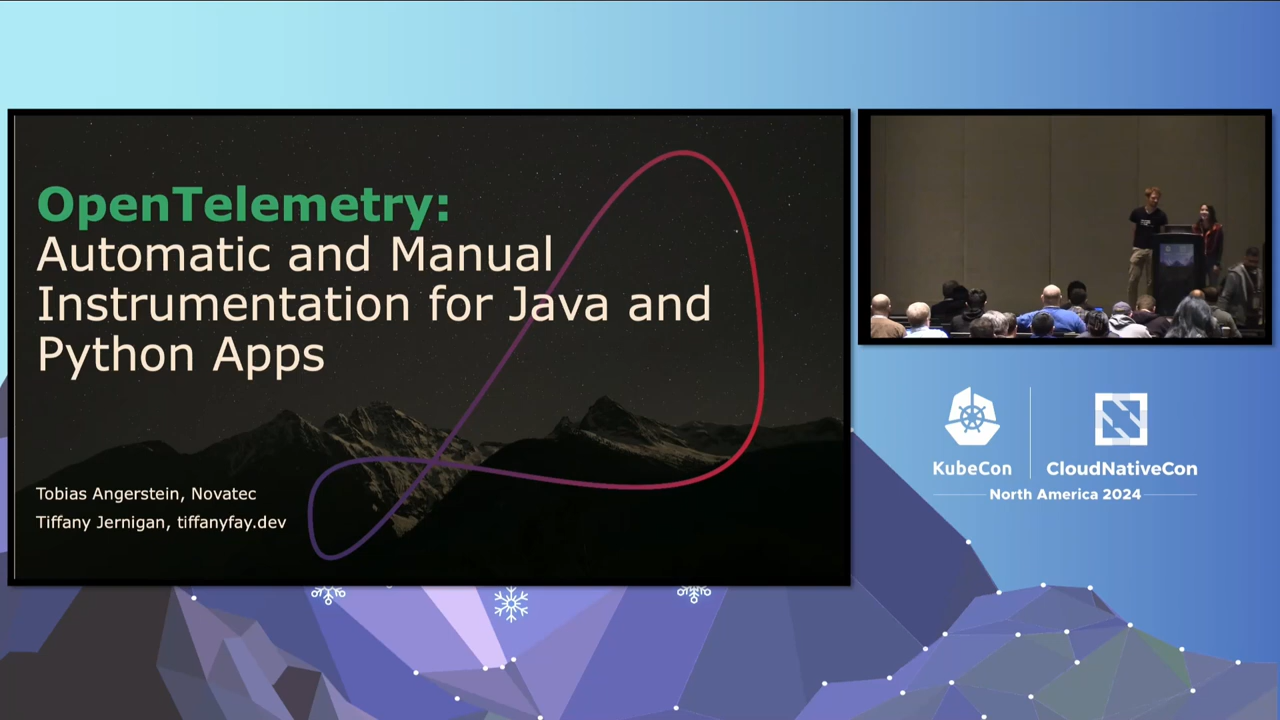 OpenTelemetry:
Automatic and Manual
Instrumentation for Java and
Python Apps
Tobias Angerstein, Novatec
Tiffany Jernigan, tiffanyfay.dev
KubeCon
CloudNativeCon
North America 2024